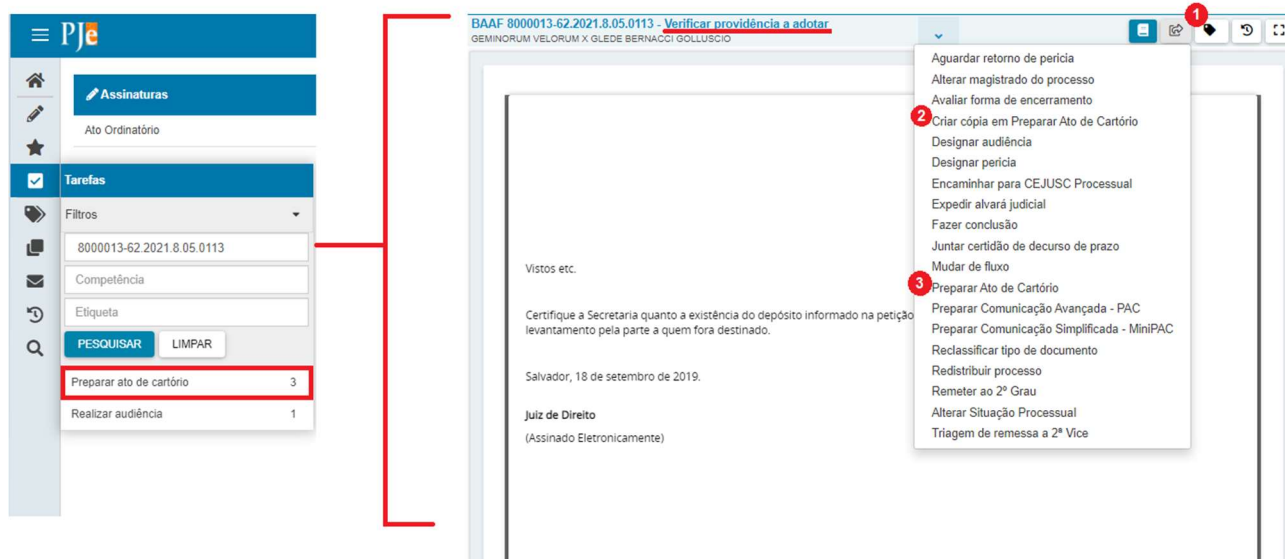 PJe
Assinaturas
Ato Ordinatório
Tarefas
Filtros
8000013-62.2021.8.05.0113
Competência
Etiqueta
PESQUISAR LIMPAR
Preparar ato de cartório 3
Realizar audiência 1
BAAF 8000013-62.2021.8.05.0113 - Verificar providência a adotar
GEMINORUM VELORUM X GLEDE BERNACCI GOLLUSCIO
1
Aguardar retorno de pericia
Alterar magistrado do processo
Avaliar forma de encerramento
2 Criar cópia em Preparar Ato de Cartório
Designar audiência
Designar pericia
Encaminhar para CEJUSC Processual
Expedir alvará judicial
Fazer conclusão
Juntar certidão de decurso de prazo
Mudar de fluxo
3 Preparar Ato de Cartório
Preparar Comunicação Avançada - PAC
Preparar Comunicação Simplificada - MiniPAC
Reclassificar tipo de documento
Redistribuir processo
Remeter ao 2º Grau
Alterar Situação Processual
Triagem de remessa a 2ª Vice
Vistos etc.
Certifique a Secretaria quanto a existência do depósito informado na petição
levantamento pela parte a quem fora destinado.
Salvador, 18 de setembro de 2019.
Juiz de Direito
(Assinado Eletronicamente)